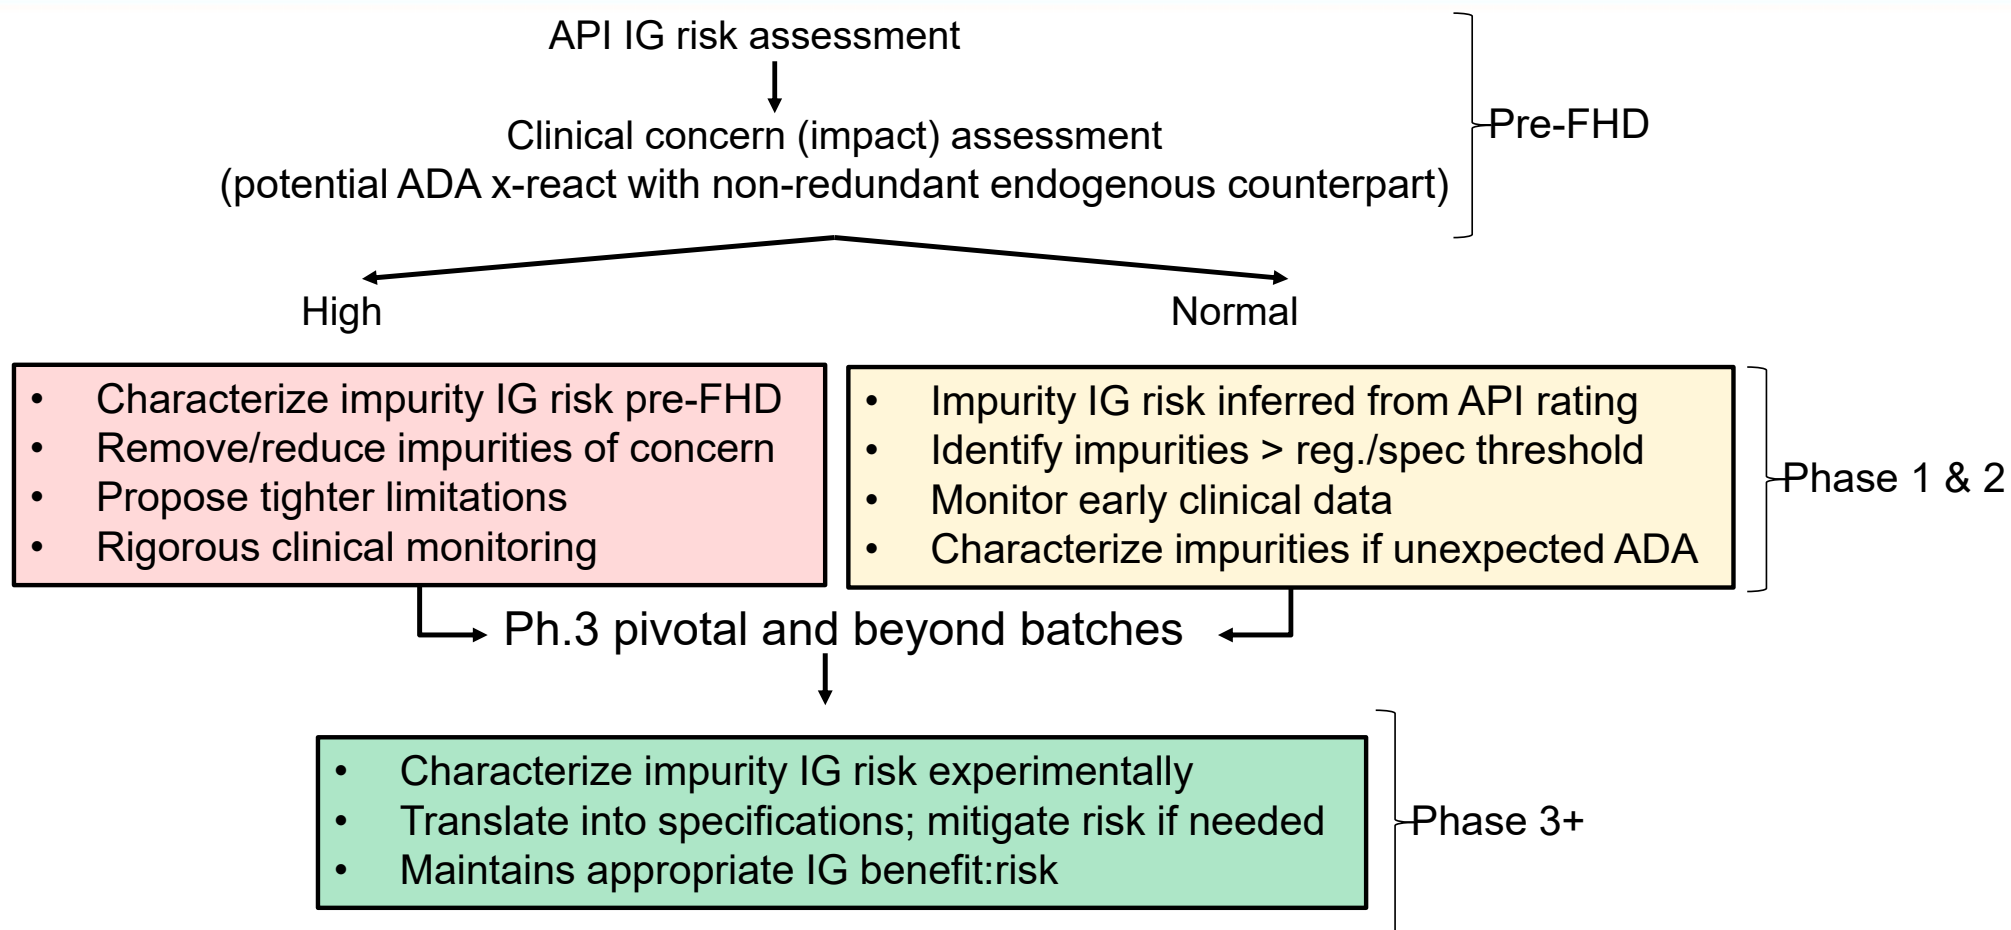 API IG risk assessment
Clinical concern (impact) assessment
(potential ADA x-react with non-redundant endogenous counterpart)
Pre-FHD
High
Normal
• Characterize impurity IG risk pre-FHD
• Remove/reduce impurities of concern
• Propose tighter limitations
• Rigorous clinical monitoring
• Impurity IG risk inferred from API rating
• Identify impurities > reg./spec threshold
• Monitor early clinical data
• Characterize impurities if unexpected ADA
Phase 1 & 2
Ph.3 pivotal and beyond batches
• Characterize impurity IG risk experimentally
• Translate into specifications; mitigate risk if needed
• Maintains appropriate IG benefit:risk
Phase 3+